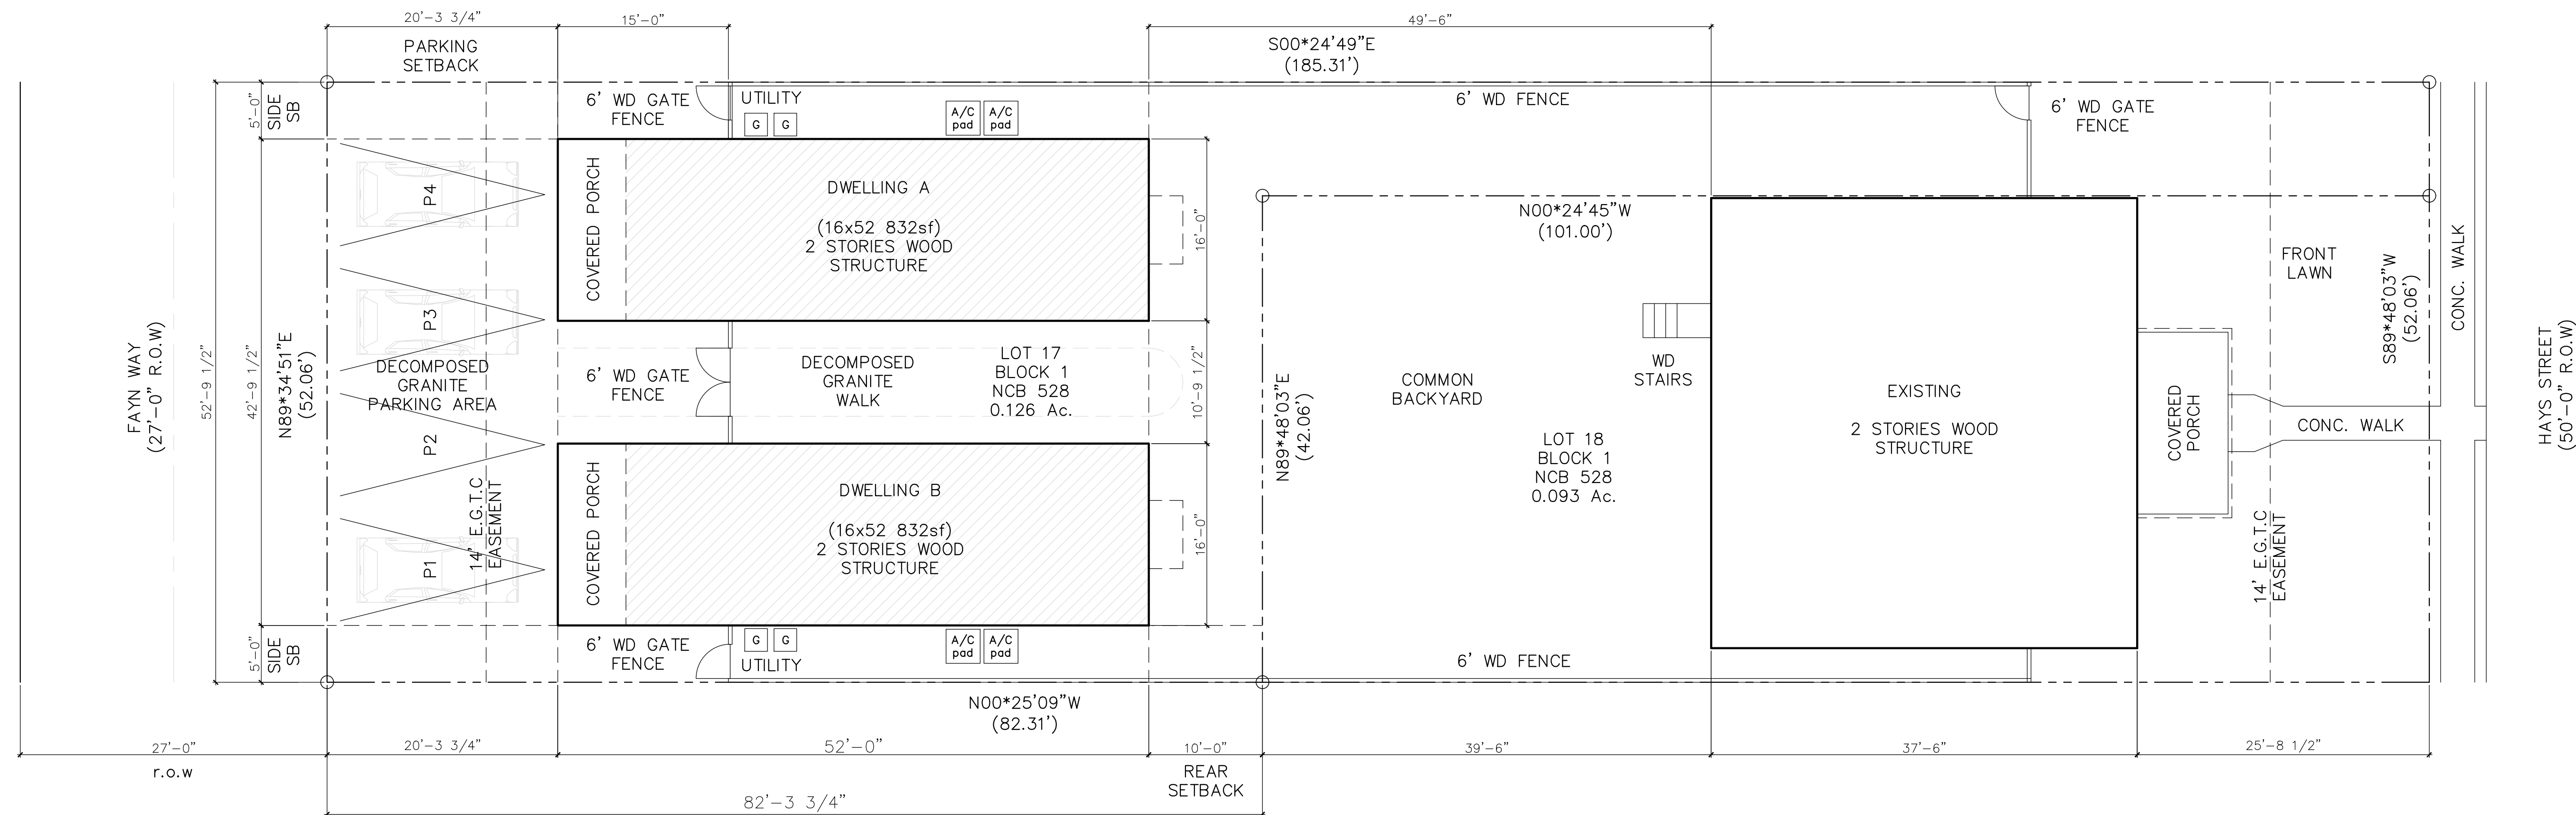 20'-3 3/4"
15'-0"
49'-6"
PARKING
SETBACK
S00*24'49"E
(185.31')
5'-0"
SIDE
SB
6' WD GATE
FENCE
UTILITY
G
G
A/C
pad
A/C
pad
6' WD FENCE
6' WD GATE
FENCE
P4
COVERED PORCH
DWELLING A
(16x52 832sf)
2 STORIES WOOD
STRUCTURE
16'-0"
N00*24'45"W
(101.00')
FRONT
LAWN
S89*48'03"W
(52.06')
CONC. WALK
HAYS STREET
(50'-0" R.O.W)
FAYN WAY
(27'-0" R.O.W)
52'-9 1/2"
42'-9 1/2"
N89*34'51"E
(52.06')
P3
DECOMPOSED
GRANITE
PARKING AREA
6' WD GATE
FENCE
DECOMPOSED
GRANITE
WALK
LOT 17
BLOCK 1
NCB 528
0.126 Ac.
10'-9 1/2"
N89*48'03"E
(42.06')
COMMON
BACKYARD
WD
STAIRS
EXISTING
2 STORIES WOOD
STRUCTURE
COVERED
PORCH
CONC. WALK
P2
LOT 18
BLOCK 1
NCB 528
0.093 Ac.
14' E.G.T.C
EASEMENT
COVERED PORCH
DWELLING B
(16x52 832sf)
2 STORIES WOOD
STRUCTURE
16'-0"
14' E.G.T.C
EASEMENT
P1
5'-0"
SIDE
SB
6' WD GATE
FENCE
G
G
UTILITY
A/C
pad
A/C
pad
6' WD FENCE
N00*25'09"W
(82.31')
27'-0"
20'-3 3/4"
52'-0"
10'-0"
39'-6"
37'-6"
25'-8 1/2"
r.o.w
REAR
SETBACK
82'-3 3/4"